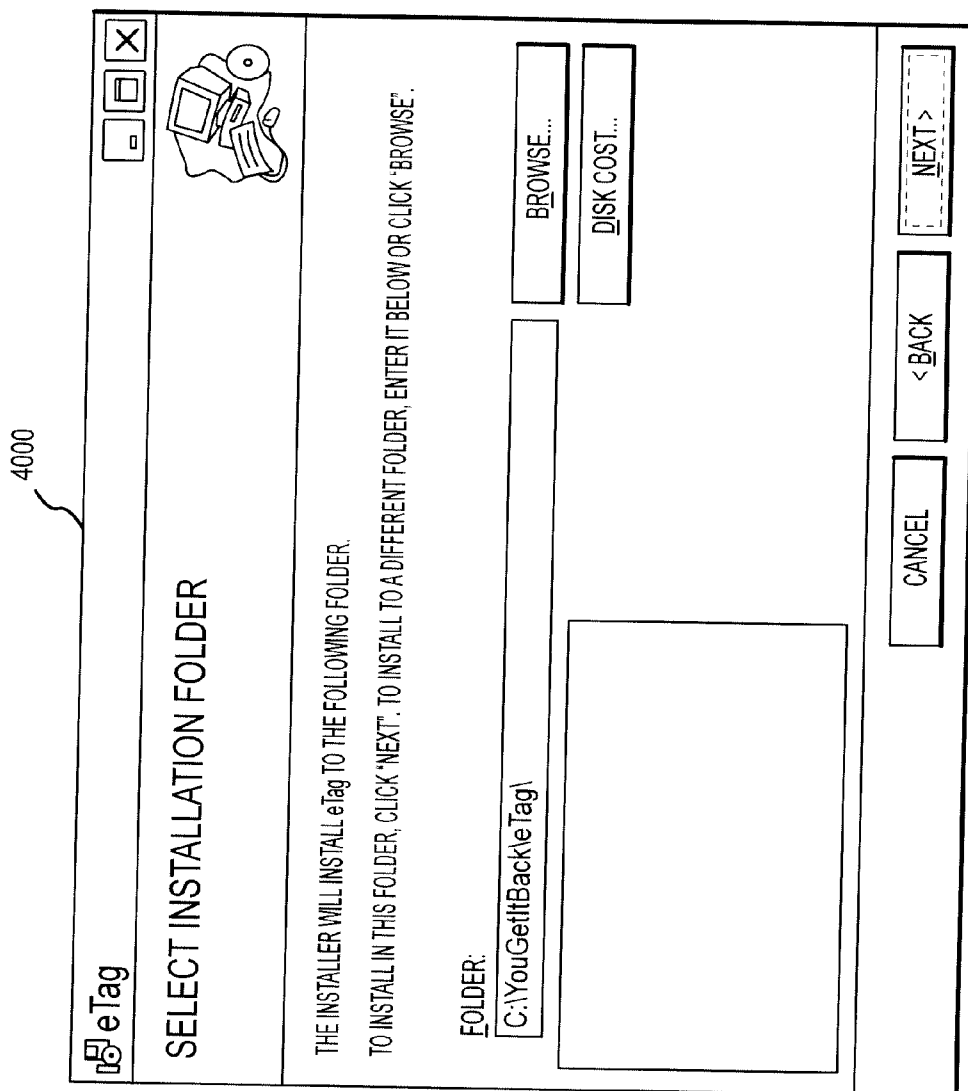 4000
eTag
SELECT INSTALLATION FOLDER
THE INSTALLER WILL INSTALL eTag TO THE FOLLOWING FOLDER.
TO INSTALL IN THIS FOLDER, CLICK "NEXT". TO INSTALL TO A DIFFERENT FOLDER, ENTER IT BELOW OR CLICK "BROWSE".
FOLDER:
C:\YouGetItBack\eTag\
BROWSE...
DISK COST...
CANCEL
< BACK
NEXT >